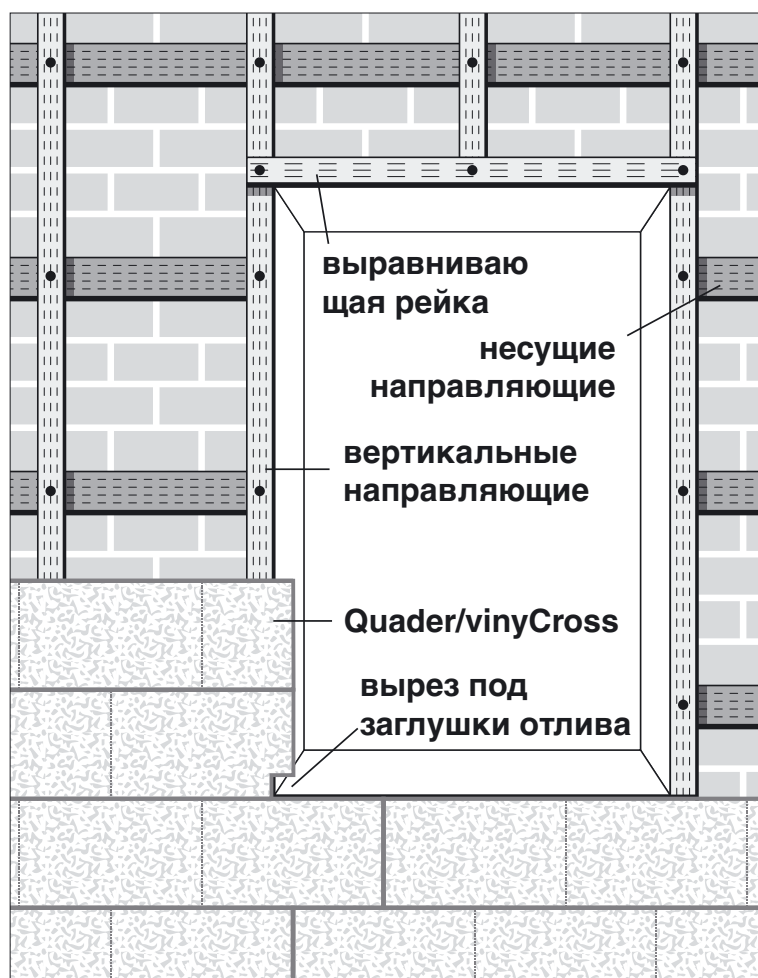 выравниваю
щая рейка
несущие
направляющие
вертикальные
направляющие
Quader/vinyCross
вырез под
заглушки отлива